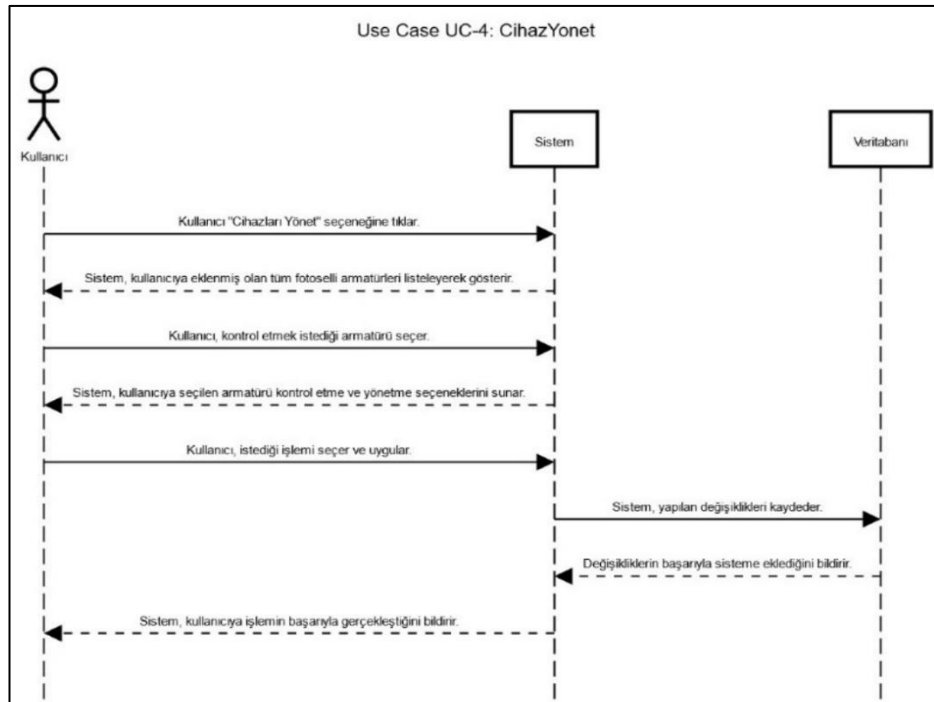 Use Case UC-4: CihazYonet
Kullanıcı
Sistem
Veritabanı
Kullanıcı "Cihazları Yönet" seçeneğine tıklar.
Sistem, kullanıcıya eklenmiş olan tüm fotoselli armatürleri listeleyerek gösterir.
Kullanıcı, kontrol etmek istediği armatürü seçer.
Sistem, kullanıcıya seçilen armatürü kontrol etme ve yönetme seçeneklerini sunar.
Kullanıcı, istediği işlemi seçer ve uygular.
Sistem, yapılan değişiklikleri kaydeder.
Değişikliklerin başarıyla sisteme eklediğini bildirir.
Sistem, kullanıcıya işlemin başarıyla gerçekleştiğini bildirir.